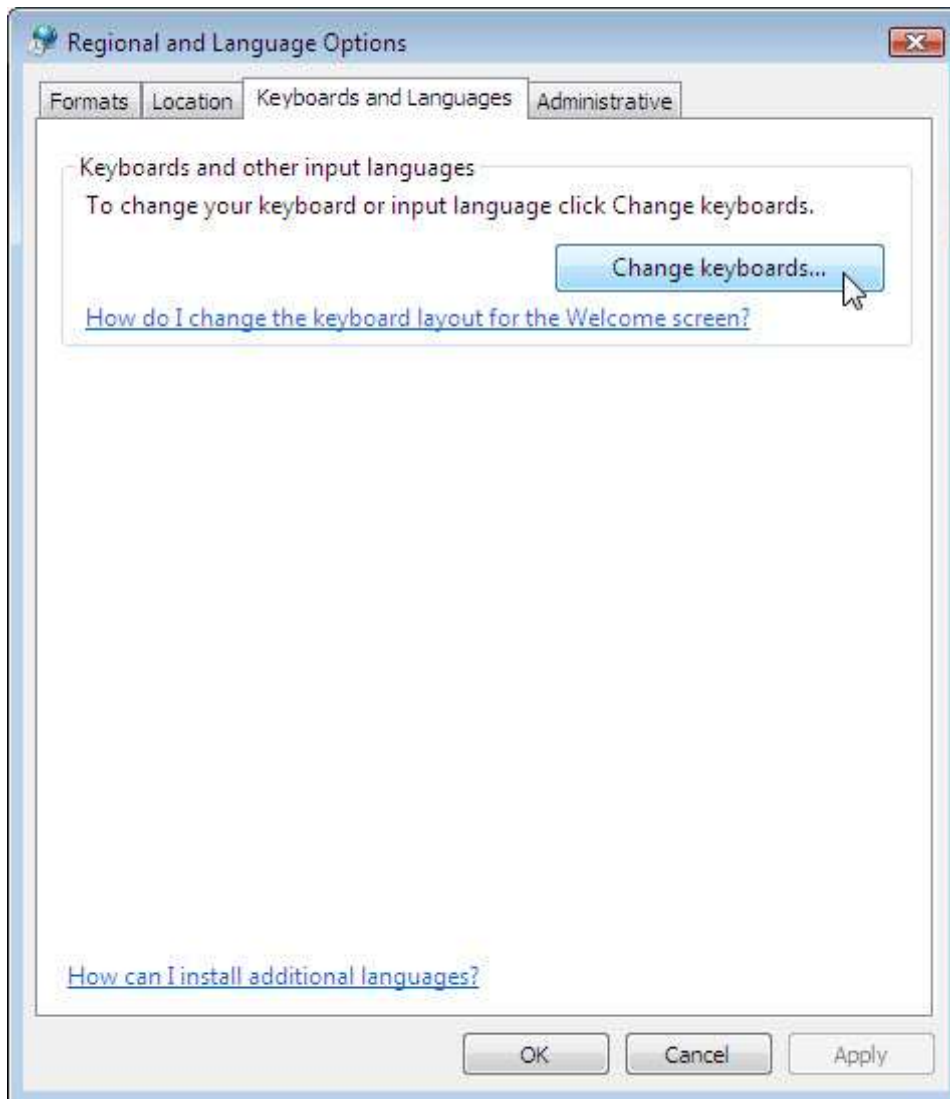 Regional and Language Options
Formats Location Keyboards and Languages Administrative
Keyboards and other input languages
To change your keyboard or input language click Change keyboards.
Change keyboards...
How do I change the keyboard layout for the Welcome screen?
How can I install additional languages?
OK Cancel Apply